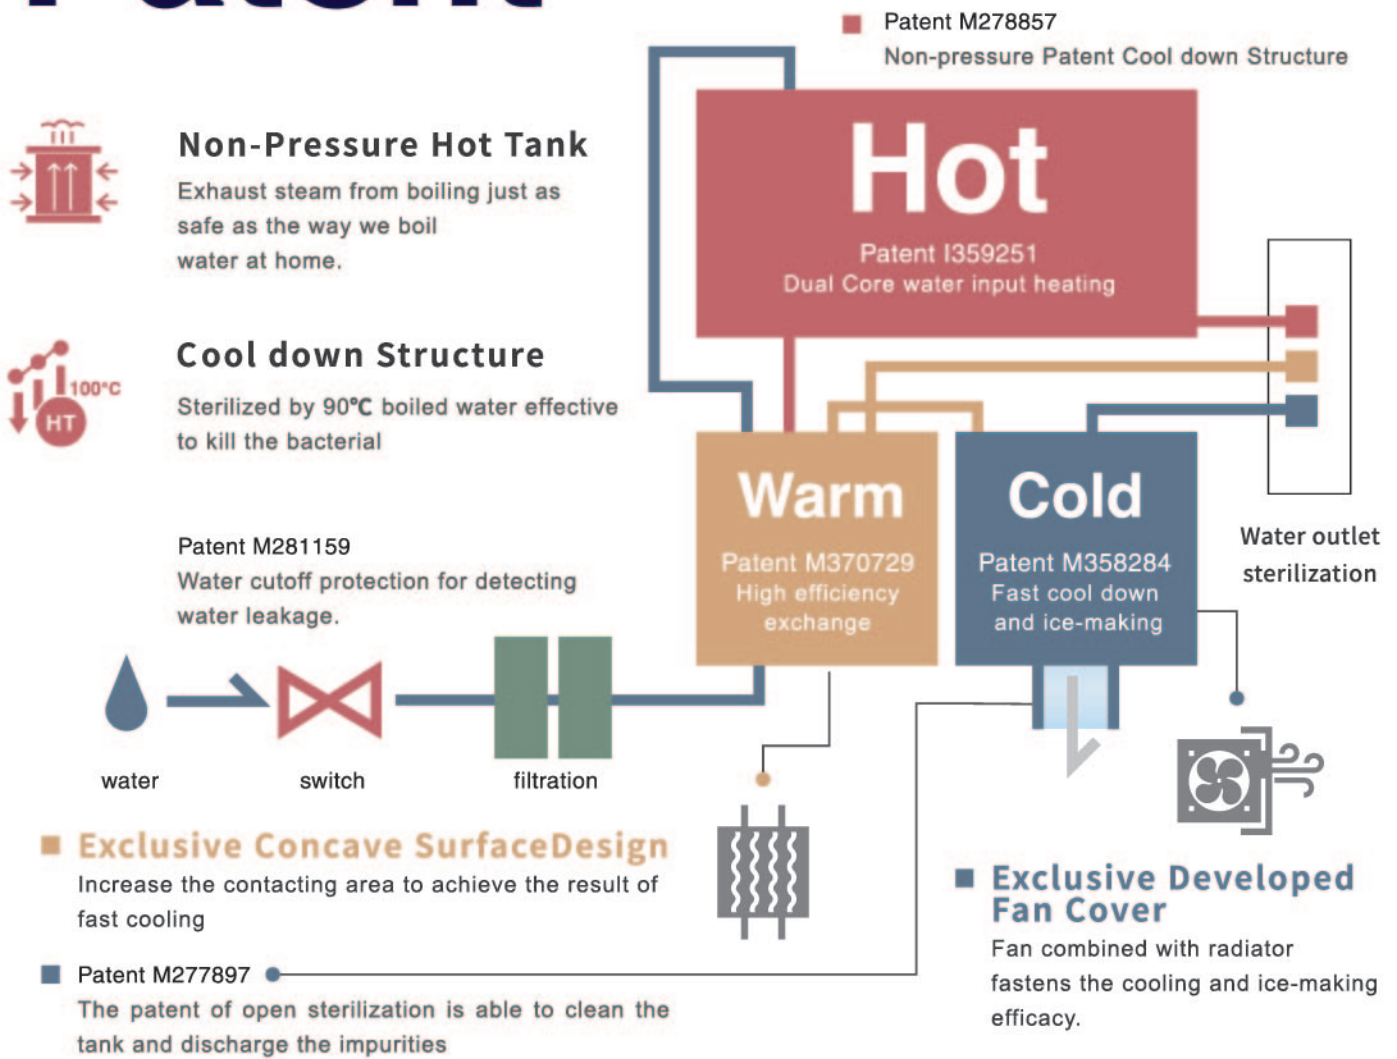 Patent
Patent M278857
Non-pressure Patent Cool down Structure
Non-Pressure Hot Tank
Exhaust steam from boiling just as
safe as the way we boil
water at home.
Hot
Patent I359251
Dual Core water input heating
Cool down Structure
100°C
HT
Sterilized by 90℃ boiled water effective
to kill the bacterial
Warm
Patent M370729
High efficiency
exchange
Cold
Patent M358284
Fast cool down
and ice-making
Water outlet
sterilization
Patent M281159
Water cutoff protection for detecting
water leakage.
water
switch
filtration
Exclusive Concave SurfaceDesign
Increase the contacting area to achieve the result of
fast cooling
Exclusive Developed
Fan Cover
Fan combined with radiator
fastens the cooling and ice-making
efficacy.
Patent M277897
The patent of open sterilization is able to clean the
tank and discharge the impurities